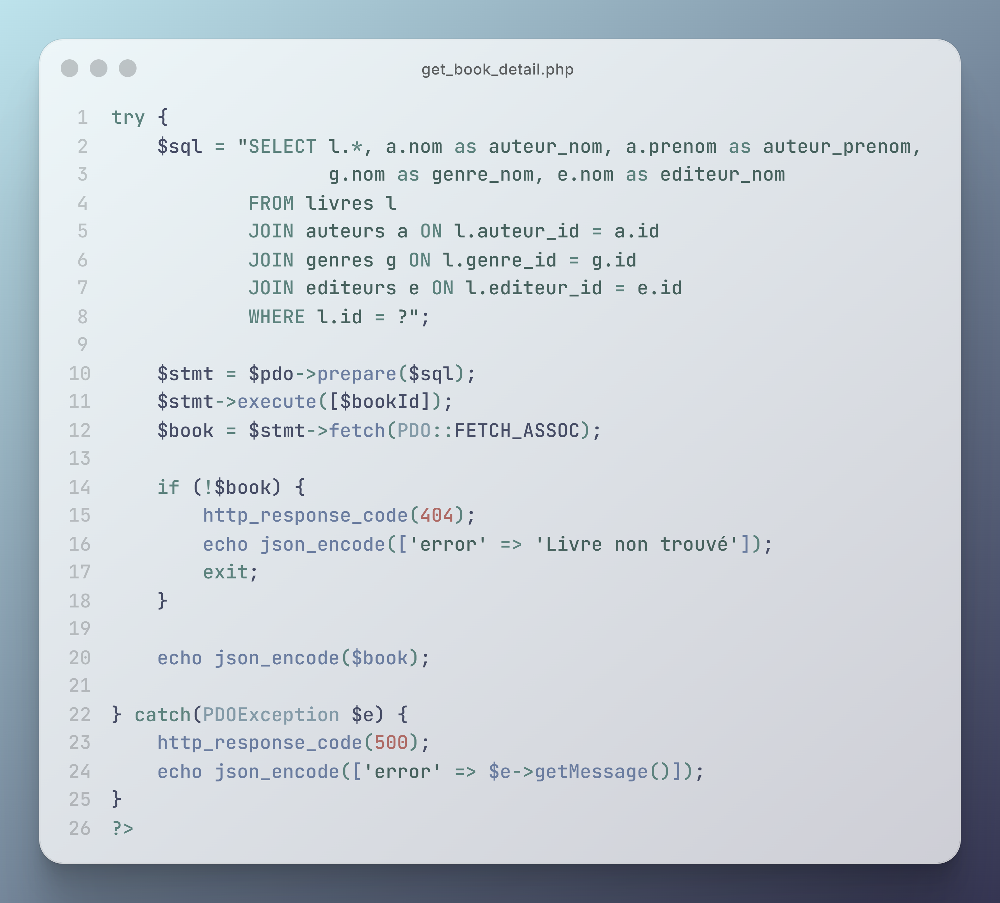 get_book_detail.php
1 try {
2     $sql = "SELECT l.*, a.nom as auteur_nom, a.prenom as auteur_prenom,
3                    g.nom as genre_nom, e.nom as editeur_nom
4             FROM livres l
5             JOIN auteurs a ON l.auteur_id = a.id
6             JOIN genres g ON l.genre_id = g.id
7             JOIN editeurs e ON l.editeur_id = e.id
8             WHERE l.id = ?";
9
10     $stmt = $pdo->prepare($sql);
11     $stmt->execute([$bookId]);
12     $book = $stmt->fetch(PDO::FETCH_ASSOC);
13
14     if (!$book) {
15         http_response_code(404);
16         echo json_encode(['error' => 'Livre non trouvé']);
17         exit;
18     }
19
20     echo json_encode($book);
21
22 } catch(PDOException $e) {
23     http_response_code(500);
24     echo json_encode(['error' => $e->getMessage()]);
25 }
26 ?>